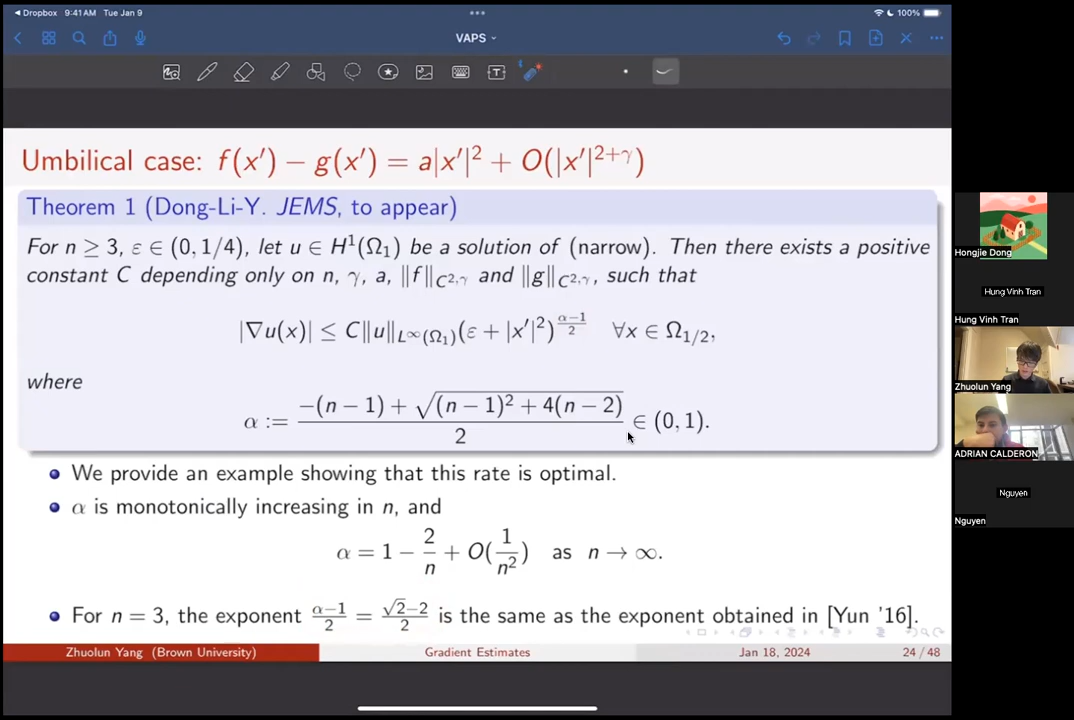 Dropbox 9:41 AM Tue Jan 9
100%
VAPS
Umbilical case: f(x′) − g(x′) = a|x′|² + O(|x′|^{2+γ})
Theorem 1 (Dong-Li-Y. JEMS, to appear)
For n ≥ 3, ε ∈ (0, 1/4), let u ∈ H¹(Ω₁) be a solution of (narrow). Then there exists a positive
constant C depending only on n, γ, a, ‖f‖_{C^{2,γ}} and ‖g‖_{C^{2,γ}}, such that
|∇u(x)| ≤ C‖u‖_{L^∞(Ω₁)}(ε + |x′|²)^{(α−1)/2} ∀x ∈ Ω_{1/2},
where
α := (−(n − 1) + √((n − 1)² + 4(n − 2)))/2 ∈ (0, 1).
We provide an example showing that this rate is optimal.
α is monotonically increasing in n, and
α = 1 − 2/n + O(1/n²) as n → ∞.
For n = 3, the exponent (α−1)/2 = (√2−2)/2 is the same as the exponent obtained in [Yun '16].
Zhuolun Yang (Brown University) Gradient Estimates Jan 18, 2024 24 / 48
Hongjie Dong
Hung Vinh Tran
Hung Vinh Tran
Zhuolun Yang
ADRIAN CALDERON
Nguyen
Nguyen